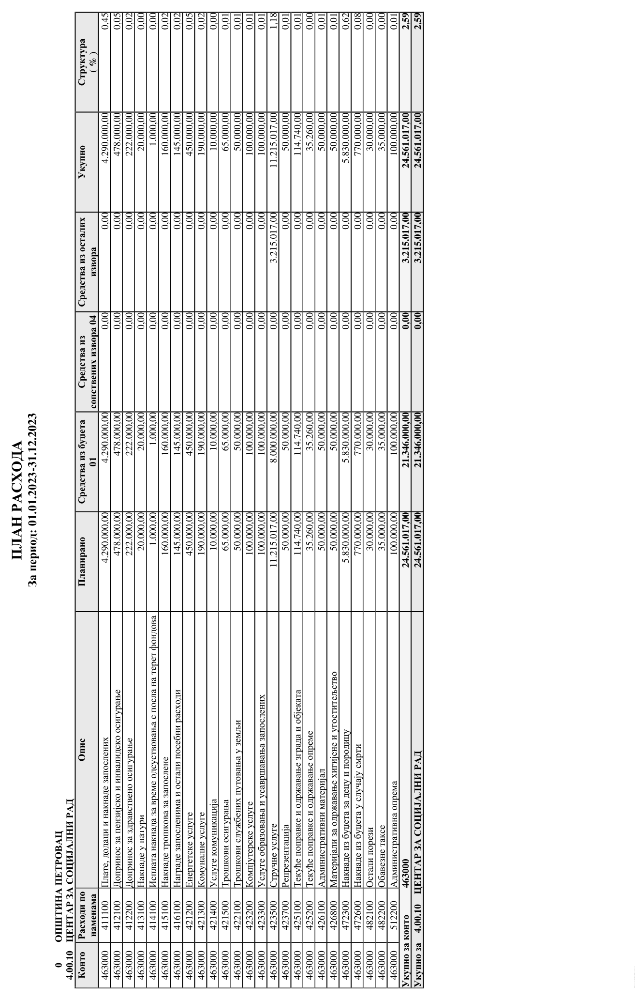 ПЛАН РАСХОДА
За период: 01.01.2023-31.12.2023
0 ОПШТИНА ПЕТРОВАЦ
4.00.10 ЦЕНТАР ЗА СОЦИЈАЛНИ РАД
Конто Расходи по наменама Опис Планирано Средства из буџета 01 Средства из сопствених извора 04 Средства из осталих извора Укупно Структура ( % )
463000 411100 Плате, додаци и накнаде запослених 4.290.000,00 4.290.000,00 0,00 0,00 4.290.000,00 0,45
463000 412100 Допринос за пензијско и инвалидско осигурање 478.000,00 478.000,00 0,00 0,00 478.000,00 0,05
463000 412200 Допринос за здравствено осигурање 222.000,00 222.000,00 0,00 0,00 222.000,00 0,02
463000 413100 Накнаде у натури 20.000,00 20.000,00 0,00 0,00 20.000,00 0,00
463000 414100 Исплата накнада за време одсуствовања с посла на терет фондова 1.000,00 1.000,00 0,00 0,00 1.000,00 0,00
463000 415100 Накнаде трошкова за запослене 160.000,00 160.000,00 0,00 0,00 160.000,00 0,02
463000 416100 Награде запосленима и остали посебни расходи 145.000,00 145.000,00 0,00 0,00 145.000,00 0,02
463000 421200 Енергетске услуге 450.000,00 450.000,00 0,00 0,00 450.000,00 0,05
463000 421300 Комуналне услуге 190.000,00 190.000,00 0,00 0,00 190.000,00 0,02
463000 421400 Услуге комуникација 10.000,00 10.000,00 0,00 0,00 10.000,00 0,00
463000 421500 Трошкови осигурања 65.000,00 65.000,00 0,00 0,00 65.000,00 0,01
463000 422100 Трошкови службених путовања у земљи 50.000,00 50.000,00 0,00 0,00 50.000,00 0,01
463000 423200 Компјутерске услуге 100.000,00 100.000,00 0,00 0,00 100.000,00 0,01
463000 423300 Услуге образовања и усавршавања запослених 100.000,00 100.000,00 0,00 0,00 100.000,00 0,01
463000 423500 Стручне услуге 11.215.017,00 8.000.000,00 0,00 3.215.017,00 11.215.017,00 1,18
463000 423700 Репрезентација 50.000,00 50.000,00 0,00 0,00 50.000,00 0,01
463000 425100 Текуће поправке и одржавање зграда и објеката 114.740,00 114.740,00 0,00 0,00 114.740,00 0,01
463000 425200 Текуће поправке и одржавање опреме 35.260,00 35.260,00 0,00 0,00 35.260,00 0,00
463000 426100 Административни материјал 50.000,00 50.000,00 0,00 0,00 50.000,00 0,01
463000 426800 Материјали за одржавање хигијене и угоститељство 50.000,00 50.000,00 0,00 0,00 50.000,00 0,01
463000 472300 Накнаде из буџета за децу и породицу 5.830.000,00 5.830.000,00 0,00 0,00 5.830.000,00 0,62
463000 472600 Накнаде из буџета у случају смрти 770.000,00 770.000,00 0,00 0,00 770.000,00 0,08
463000 482100 Остали порези 30.000,00 30.000,00 0,00 0,00 30.000,00 0,00
463000 482200 Обавезне таксе 35.000,00 35.000,00 0,00 0,00 35.000,00 0,00
463000 512200 Административна опрема 100.000,00 100.000,00 0,00 0,00 100.000,00 0,01
Укупно за конто 463000 24.561.017,00 21.346.000,00 0,00 3.215.017,00 24.561.017,00 2,59
Укупно за 4.00.10 ЦЕНТАР ЗА СОЦИЈАЛНИ РАД 24.561.017,00 21.346.000,00 0,00 3.215.017,00 24.561.017,00 2,59